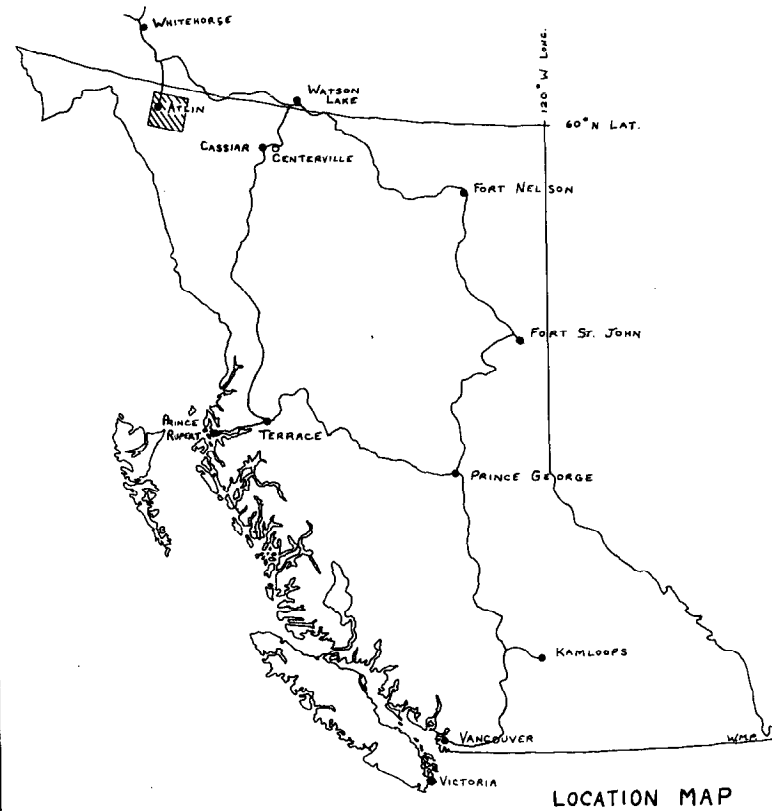 WHITEHORSE
120° W LONG.
WATSON
LAKE
ATLIN
60° N LAT.
CASSIAR
CENTERVILLE
FORT NELSON
FORT ST. JOHN
PRINCE
RUPERT
TERRACE
PRINCE GEORGE
KAMLOOPS
VANCOUVER
W.M.P.
VICTORIA
LOCATION MAP